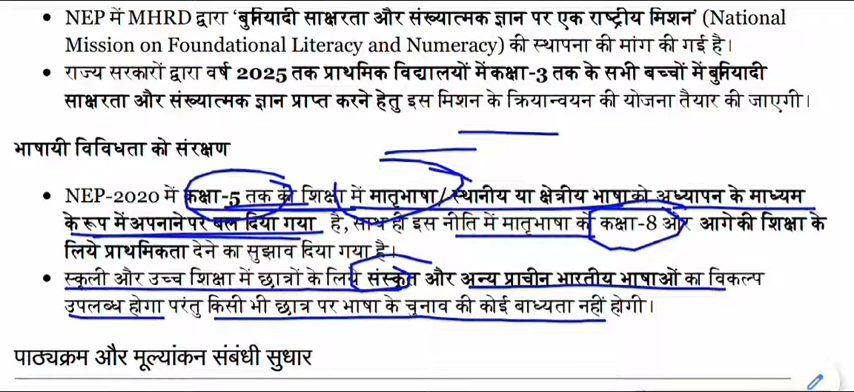 • NEP में MHRD द्वारा 'बुनियादी साक्षरता और संख्यात्मक ज्ञान पर एक राष्ट्रीय मिशन' (National
Mission on Foundational Literacy and Numeracy) की स्थापना की मांग की गई है।
• राज्य सरकारों द्वारा वर्ष 2025 तक प्राथमिक विद्यालयों में कक्षा-3 तक के सभी बच्चों में बुनियादी
साक्षरता और संख्यात्मक ज्ञान प्राप्त करने हेतु इस मिशन के क्रियान्वयन की योजना तैयार की जाएगी।
भाषायी विविधता को संरक्षण
• NEP-2020 में कक्षा-5 तक की शिक्षा में मातृभाषा/ स्थानीय या क्षेत्रीय भाषा को अध्यापन के माध्यम
के रूप में अपनाने पर बल दिया गया है, साथ ही इस नीति में मातृभाषा को कक्षा-8 और आगे की शिक्षा के
लिये प्राथमिकता देने का सुझाव दिया गया है।
• स्कूली और उच्च शिक्षा में छात्रों के लिये संस्कृत और अन्य प्राचीन भारतीय भाषाओं का विकल्प
उपलब्ध होगा परंतु किसी भी छात्र पर भाषा के चुनाव की कोई बाध्यता नहीं होगी।
पाठ्यक्रम और मूल्यांकन संबंधी सुधार